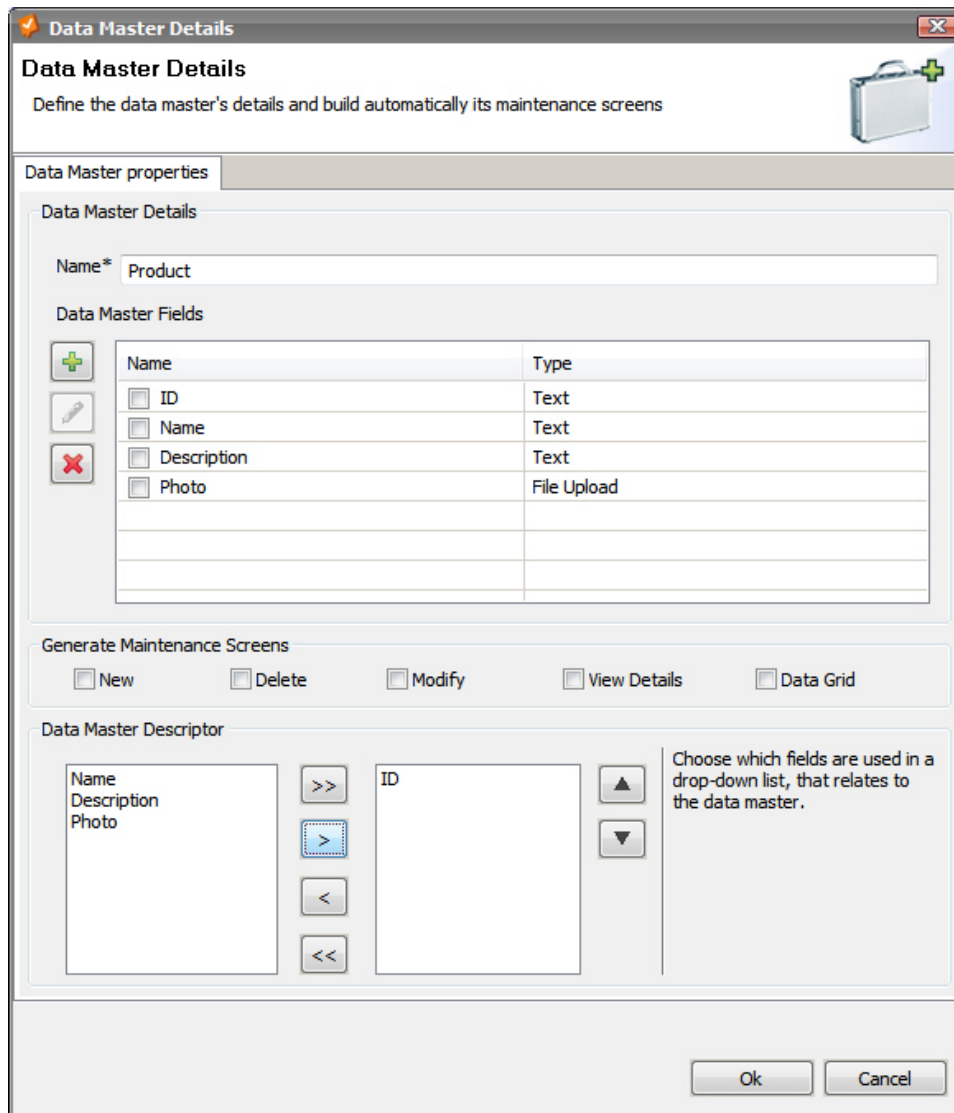 Data Master Details
Data Master Details
Define the data master's details and build automatically its maintenance screens
Data Master properties
Data Master Details
Name* Product
Data Master Fields
Name Type
ID Text
Name Text
Description Text
Photo File Upload
Generate Maintenance Screens
New Delete Modify View Details Data Grid
Data Master Descriptor
Name
Description
Photo
>>
>
<
<<
ID
Choose which fields are used in a
drop-down list, that relates to
the data master.
Ok Cancel